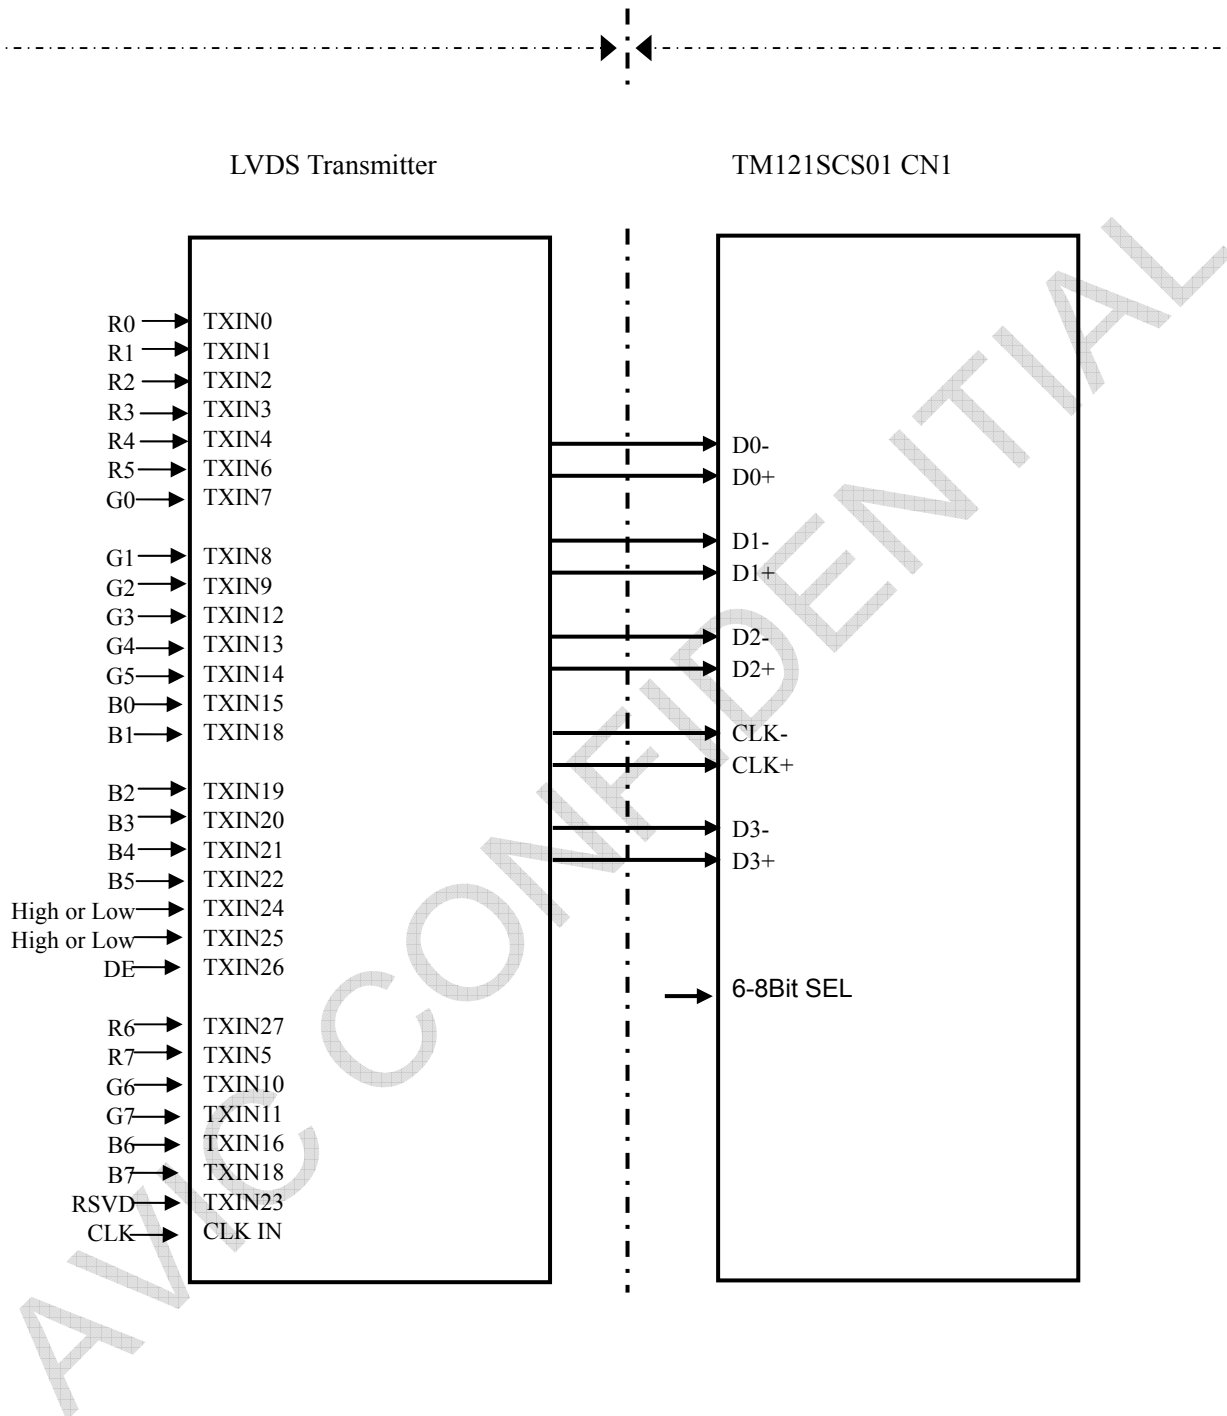 LVDS Transmitter
TM121SCS01 CN1
R0 TXIN0
R1 TXIN1
R2 TXIN2
R3 TXIN3
R4 TXIN4
R5 TXIN6
G0 TXIN7
G1 TXIN8
G2 TXIN9
G3 TXIN12
G4 TXIN13
G5 TXIN14
B0 TXIN15
B1 TXIN18
B2 TXIN19
B3 TXIN20
B4 TXIN21
B5 TXIN22
High or Low TXIN24
High or Low TXIN25
DE TXIN26
R6 TXIN27
R7 TXIN5
G6 TXIN10
G7 TXIN11
B6 TXIN16
B7 TXIN18
RSVD TXIN23
CLK CLK IN
D0-
D0+
D1-
D1+
D2-
D2+
CLK-
CLK+
D3-
D3+
6-8Bit SEL
AVIC CONFIDENTIAL